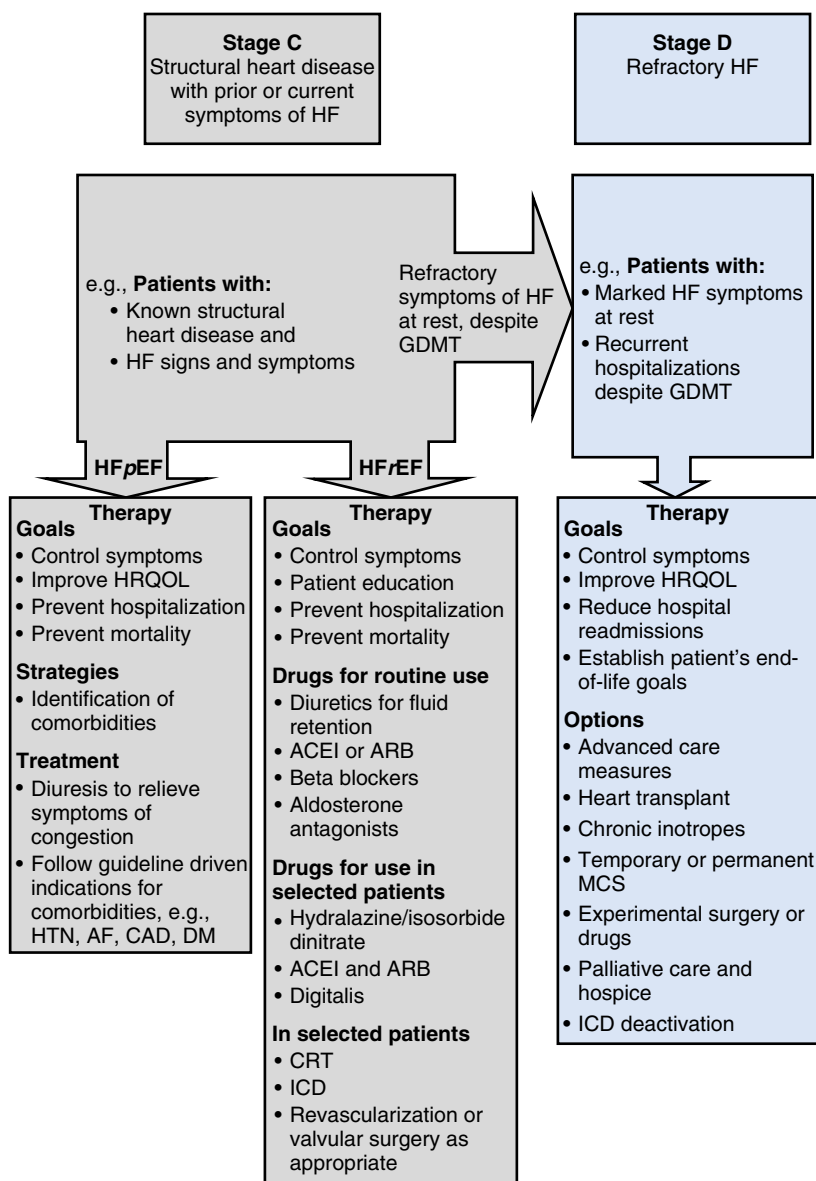 Stage C
Structural heart disease
with prior or current
symptoms of HF
Stage D
Refractory HF
e.g., Patients with:
• Known structural
heart disease and
• HF signs and symptoms
Refractory
symptoms of HF
at rest, despite
GDMT
e.g., Patients with:
• Marked HF symptoms
at rest
• Recurrent
hospitalizations
despite GDMT
HFpEF
HFrEF
Therapy
Goals
• Control symptoms
• Improve HRQOL
• Prevent hospitalization
• Prevent mortality
Strategies
• Identification of
comorbidities
Treatment
• Diuresis to relieve
symptoms of
congestion
• Follow guideline driven
indications for
comorbidities, e.g.,
HTN, AF, CAD, DM
Therapy
Goals
• Control symptoms
• Patient education
• Prevent hospitalization
• Prevent mortality
Drugs for routine use
• Diuretics for fluid
retention
• ACEI or ARB
• Beta blockers
• Aldosterone
antagonists
Drugs for use in
selected patients
• Hydralazine/isosorbide
dinitrate
• ACEI and ARB
• Digitalis
In selected patients
• CRT
• ICD
• Revascularization or
valvular surgery as
appropriate
Therapy
Goals
• Control symptoms
• Improve HRQOL
• Reduce hospital
readmissions
• Establish patient's end-
of-life goals
Options
• Advanced care
measures
• Heart transplant
• Chronic inotropes
• Temporary or permanent
MCS
• Experimental surgery or
drugs
• Palliative care and
hospice
• ICD deactivation